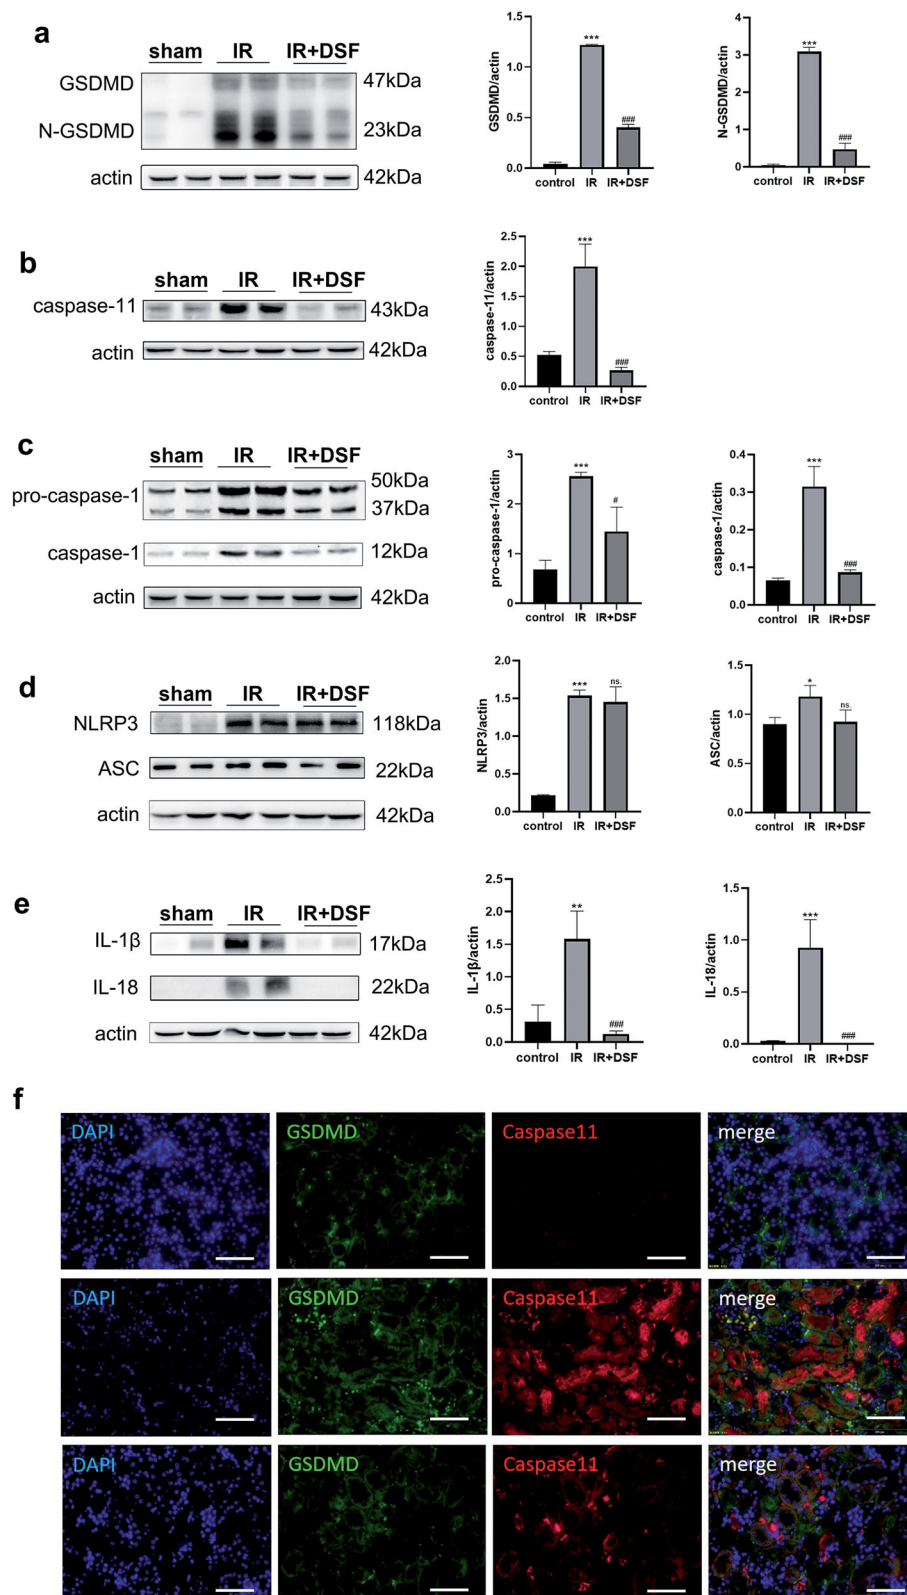 a
sham IR IR+DSF
GSDMD 47kDa
N-GSDMD 23kDa
actin 42kDa
GSDMD/actin
1.5
1.0
0.5
0.0
***
###
control IR IR+DSF
N-GSDMD/actin
4
3
2
0
***
###
control IR IR+DSF
b
sham IR IR+DSF
caspase-11 43kDa
actin 42kDa
caspase-11/actin
2.5
2.0
1.5
1.0
0.5
0.0
***
###
control IR IR+DSF
c
sham IR IR+DSF
50kDa
pro-caspase-1
37kDa
caspase-1 12kDa
actin 42kDa
pro-caspase-1/actin
3
2
1
0
***
#
control IR IR+DSF
caspase-1/actin
0.4
0.3
0.2
0.1
0.0
***
###
control IR IR+DSF
d
sham IR IR+DSF
NLRP3 118kDa
ASC 22kDa
actin 42kDa
NLRP3/actin
2.0
1.5
1.0
0.5
0.0
***
ns.
control IR IR+DSF
ASC/actin
1.5
1.0
0.5
0.0
*
ns.
control IR IR+DSF
e
sham IR IR+DSF
IL-1β 17kDa
IL-18 22kDa
actin 42kDa
IL-1β/actin
2.5
2.0
1.5
1.0
0.5
0.0
**
###
control IR IR+DSF
IL-18/actin
1.5
1.0
0.5
0.0
***
###
control IR IR+DSF
f
DAPI GSDMD Caspase11 merge
DAPI GSDMD Caspase11 merge
DAPI GSDMD Caspase11 merge